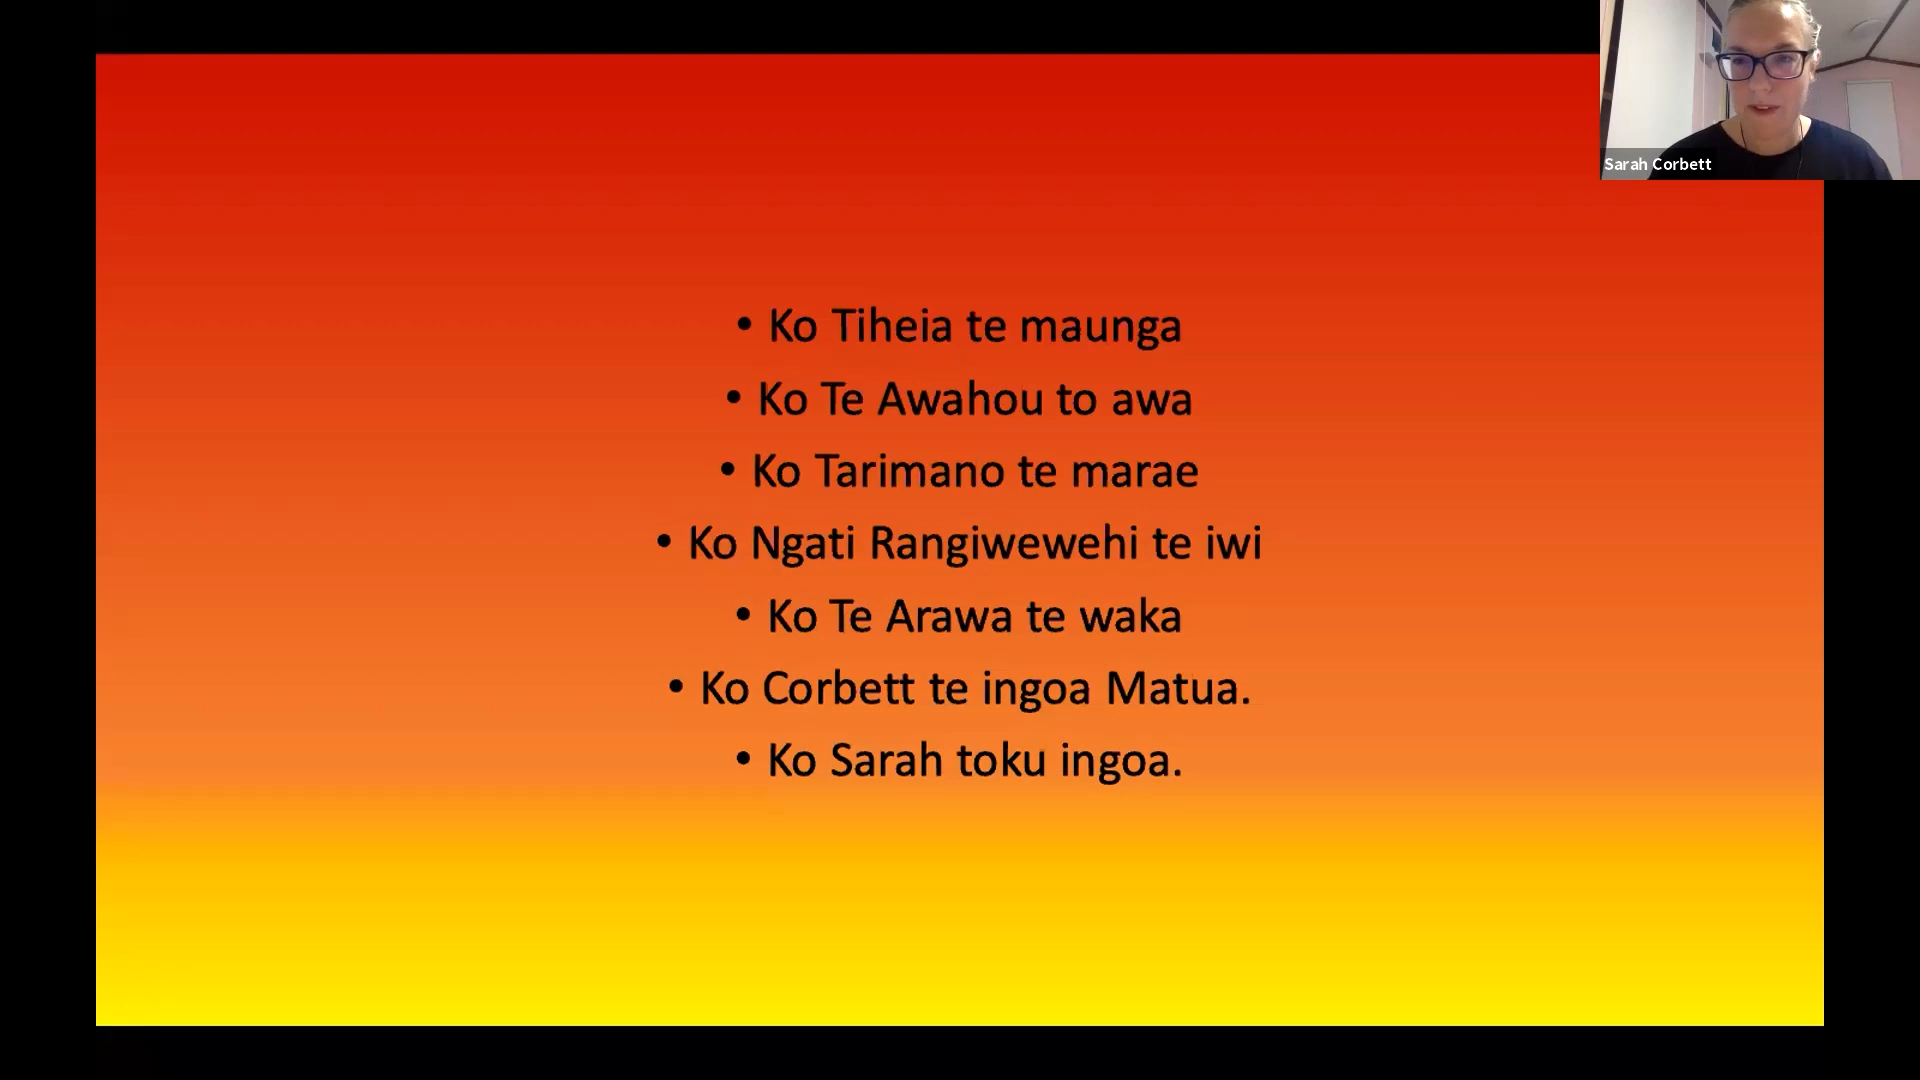 Sarah Corbett
• Ko Tiheia te maunga
• Ko Te Awahou to awa
• Ko Tarimano te marae
• Ko Ngati Rangiwewehi te iwi
• Ko Te Arawa te waka
• Ko Corbett te ingoa Matua.
• Ko Sarah toku ingoa.